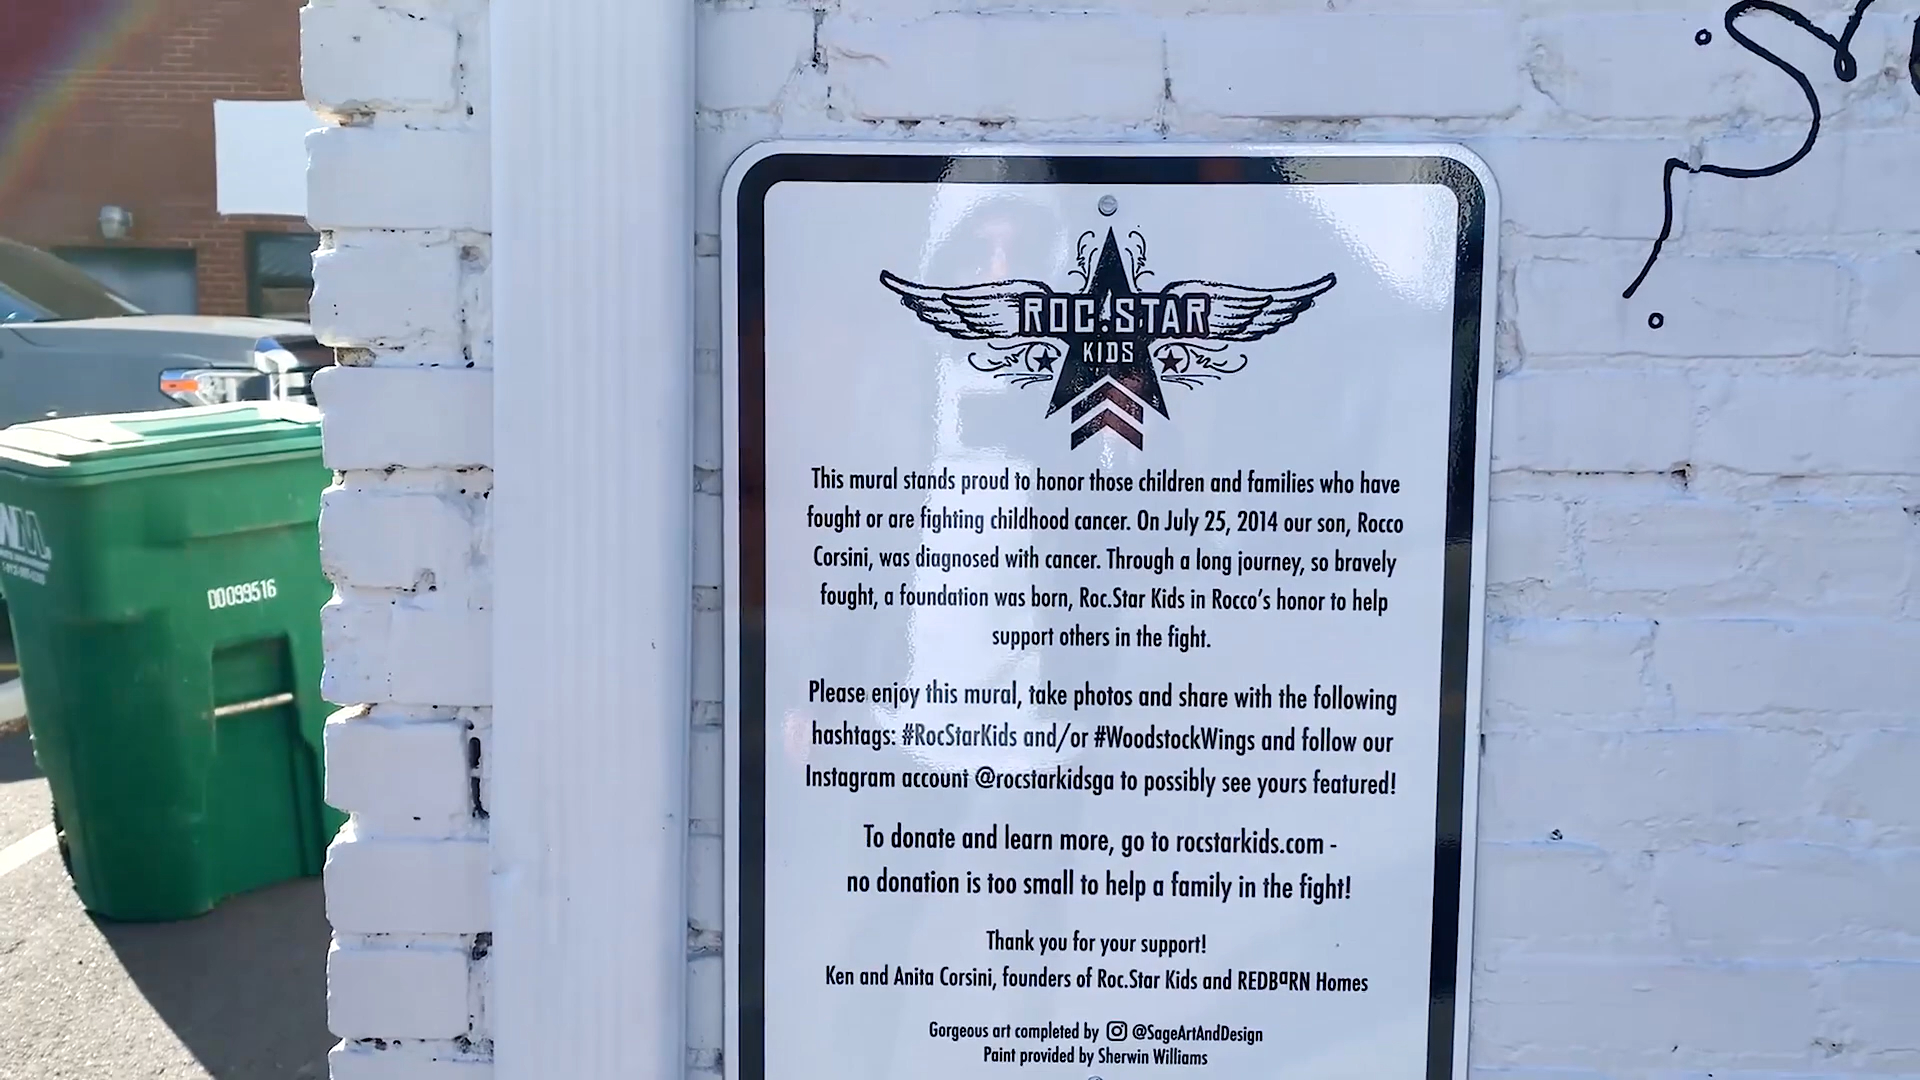 ROC.STAR
KIDS
This mural stands proud to honor those children and families who have
fought or are fighting childhood cancer. On July 25, 2014 our son, Rocco
Corsini, was diagnosed with cancer. Through a long journey, so bravely
fought, a foundation was born, Roc.Star Kids in Rocco's honor to help
support others in the fight.
Please enjoy this mural, take photos and share with the following
hashtags: #RocStarKids and/or #WoodstockWings and follow our
Instagram account @rocstarkidsga to possibly see yours featured!
To donate and learn more, go to rocstarkids.com -
no donation is too small to help a family in the fight!
Thank you for your support!
Ken and Anita Corsini, founders of Roc.Star Kids and REDBaRN Homes
Gorgeous art completed by @SageArtAndDesign
Paint provided by Sherwin Williams
WM
DD099516